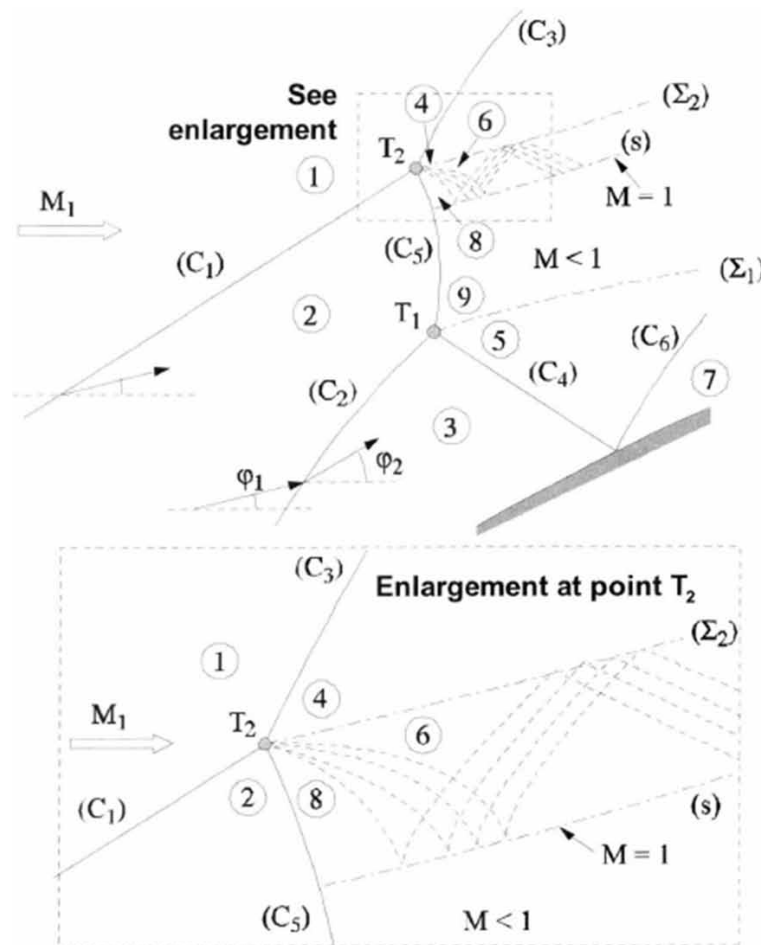 (C₃)
See
enlargement
④
⑥
(Σ₂)
T₂
(s)
①
M₁
M = 1
(C₁)
(C₅)
⑧
M < 1
(Σ₁)
②
⑨
T₁
⑤
(C₆)
(C₂)
(C₄)
⑦
③
φ₁
φ₂
(C₃)
Enlargement at point T₂
(Σ₂)
①
④
M₁
T₂
⑥
②
⑧
(C₁)
(s)
M = 1
(C₅)
M < 1